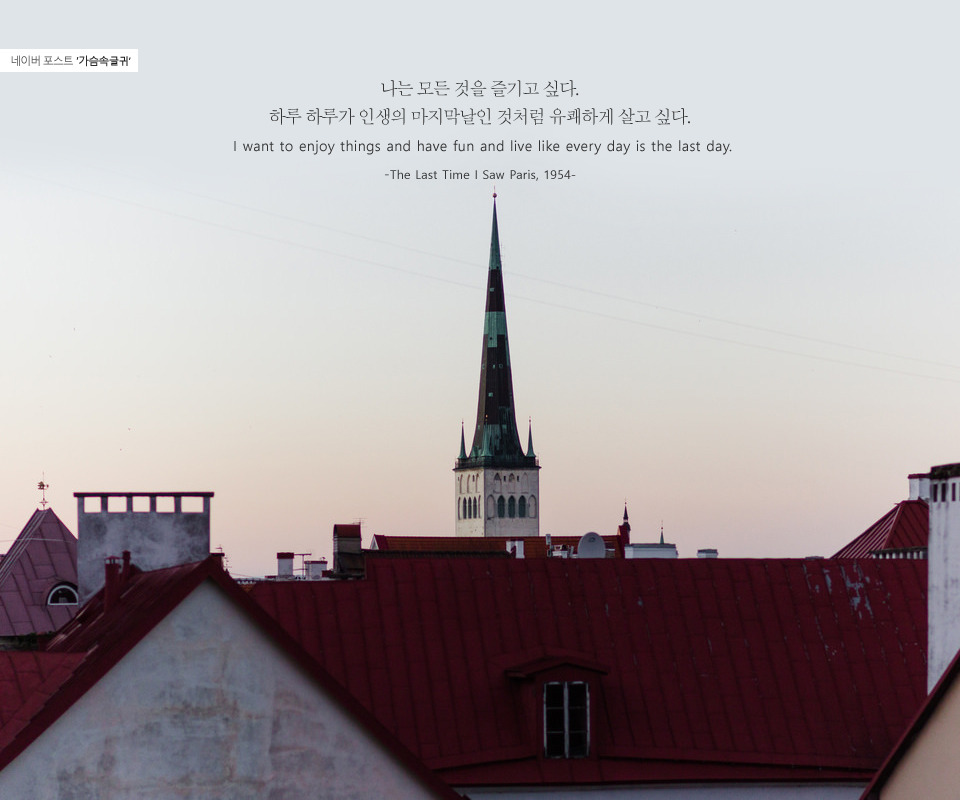 네이버 포스트 '가슴속글귀'
나는 모든 것을 즐기고 싶다.
하루 하루가 인생의 마지막날인 것처럼 유쾌하게 살고 싶다.
I want to enjoy things and have fun and live like every day is the last day.
-The Last Time I Saw Paris, 1954-